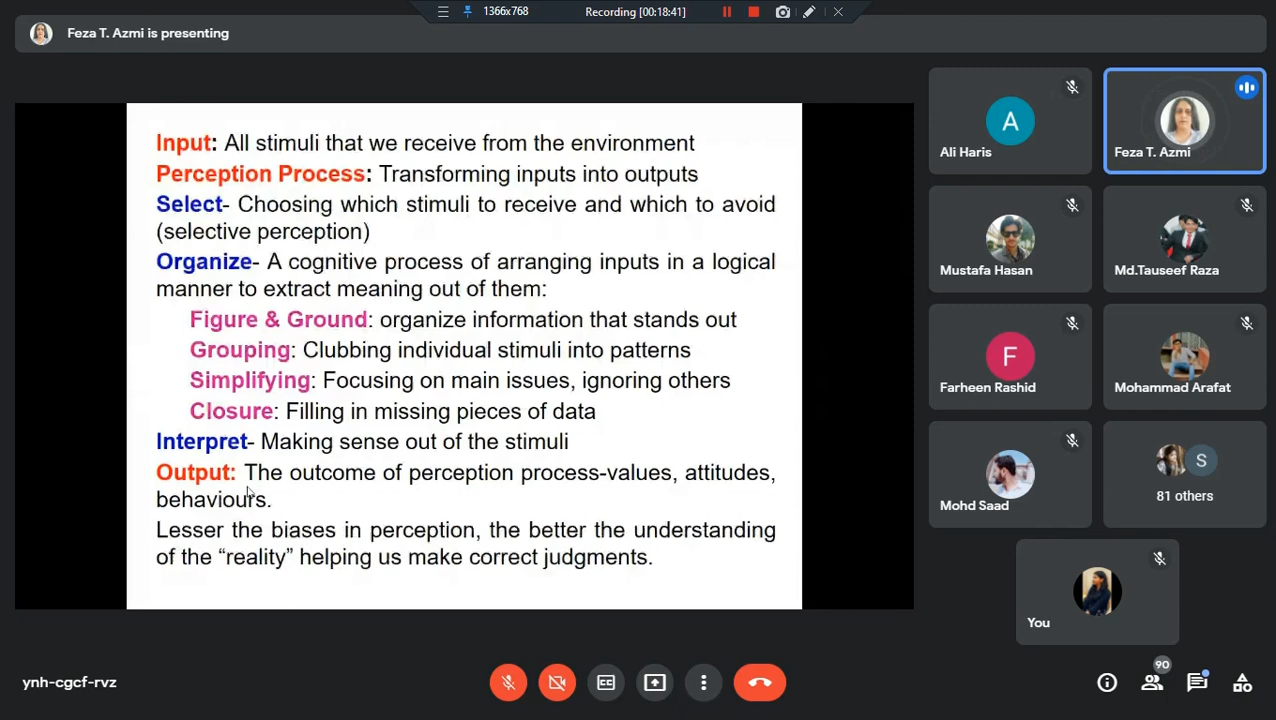 1366x768
Recording [00:18:41]
Feza T. Azmi is presenting
Input: All stimuli that we receive from the environment
Perception Process: Transforming inputs into outputs
Select- Choosing which stimuli to receive and which to avoid
(selective perception)
Organize- A cognitive process of arranging inputs in a logical
manner to extract meaning out of them:
Figure & Ground: organize information that stands out
Grouping: Clubbing individual stimuli into patterns
Simplifying: Focusing on main issues, ignoring others
Closure: Filling in missing pieces of data
Interpret- Making sense out of the stimuli
Output: The outcome of perception process-values, attitudes,
behaviours.
Lesser the biases in perception, the better the understanding
of the “reality” helping us make correct judgments.
A
Ali Haris
Feza T. Azmi
Mustafa Hasan
Md.Tauseef Raza
F
Farheen Rashid
Mohammad Arafat
Mohd Saad
S
81 others
You
ynh-cgcf-rvz
CC
90